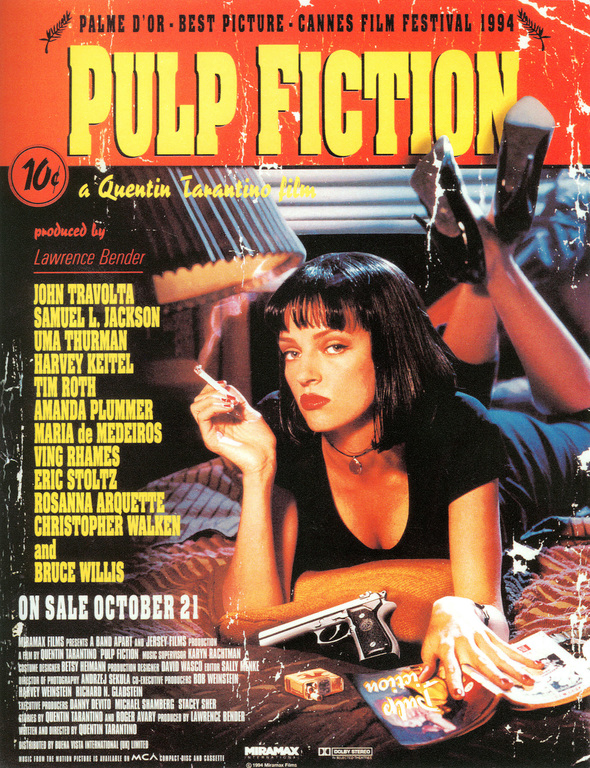 PALME D'OR - BEST PICTURE - CANNES FILM FESTIVAL 1994
PULP FICTION
10¢
a Quentin Tarantino film
produced by
Lawrence Bender
JOHN TRAVOLTA
SAMUEL L. JACKSON
UMA THURMAN
HARVEY KEITEL
TIM ROTH
AMANDA PLUMMER
MARIA de MEDEIROS
VING RHAMES
ERIC STOLTZ
ROSANNA ARQUETTE
CHRISTOPHER WALKEN
and
BRUCE WILLIS
ON SALE OCTOBER 21
MIRAMAX FILMS PRESENTS A BAND APART AND JERSEY FILMS PRODUCTION
A FILM BY QUENTIN TARANTINO PULP FICTION MUSIC SUPERVISOR KARYN RACHTMAN
COSTUME DESIGNER BETSY HEIMANN PRODUCTION DESIGNER DAVID WASCO EDITOR SALLY MENKE
DIRECTOR OF PHOTOGRAPHY ANDRZEJ SEKULA CO-EXECUTIVE PRODUCERS BOB WEINSTEIN
HARVEY WEINSTEIN RICHARD N. GLADSTEIN
EXECUTIVE PRODUCERS DANNY DEVITO MICHAEL SHAMBERG STACEY SHER
STORIES BY QUENTIN TARANTINO AND ROGER AVARY PRODUCED BY LAWRENCE BENDER
WRITTEN AND DIRECTED BY QUENTIN TARANTINO
DISTRIBUTED BY BUENA VISTA INTERNATIONAL (UK) LIMITED
MUSIC FROM THE MOTION PICTURE IS AVAILABLE ON MCA COMPACT DISC AND CASSETTE
Pulp
Fiction
MIRAMAX
INTERNATIONAL
DOLBY STEREO
IN SELECTED THEATRES
© 1994 Miramax Films